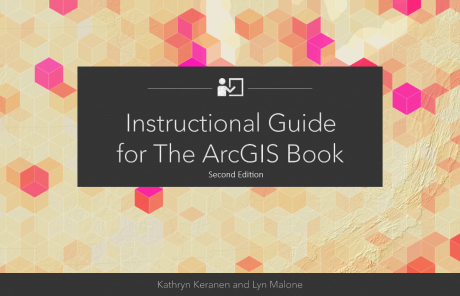 Instructional Guide
for The ArcGIS Book
Second Edition
Kathryn Keranen and Lyn Malone